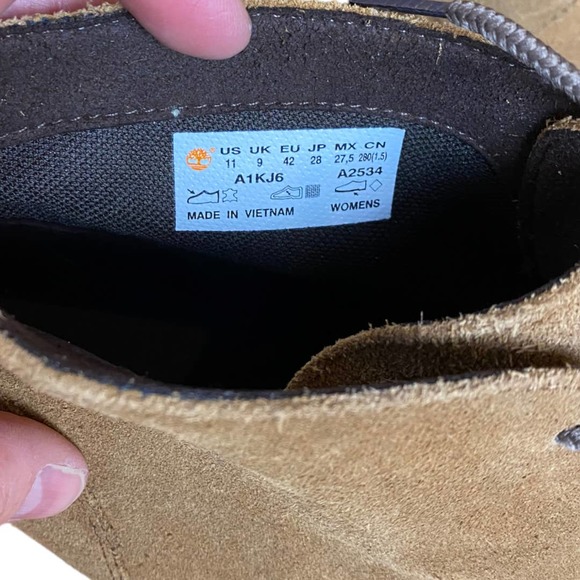 US UK EU JP MX CN
11 9 42 28 27,5 280(1.5)
A1KJ6 A2534
MADE IN VIETNAM WOMENS